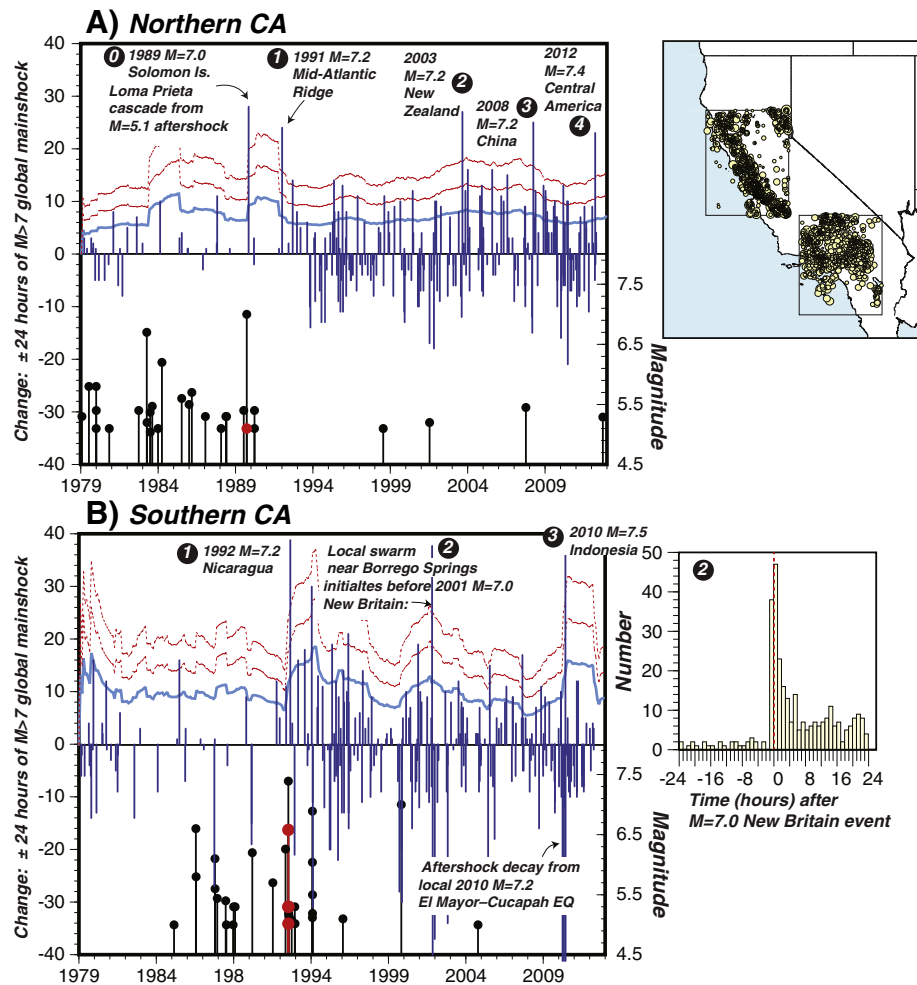 A) Northern CA
Change: ± 24 hours of M>7 global mainshock
40
30
20
10
0
-10
-20
-30
-40
0 1989 M=7.0
Solomon Is.
Loma Prieta
cascade from
M=5.1 aftershock
1 1991 M=7.2
Mid-Atlantic
Ridge
2003
M=7.2 2
New
Zealand
2008 3
M=7.2
China
2012
M=7.4
Central
America
4
7.5
6.5
5.5
4.5
Magnitude
1979 1984 1989 1994 1999 2004 2009
B) Southern CA
Change: ± 24 hours of M>7 global mainshock
40
30
20
10
0
-10
-20
-30
-40
1 1992 M=7.2
Nicaragua
Local swarm 2
near Borrego Springs
initialtes before 2001 M=7.0
New Britain:
3 2010 M=7.5
Indonesia
Aftershock decay from
local 2010 M=7.2
El Mayor–Cucapah EQ
7.5
6.5
5.5
4.5
Magnitude
1979 1984 198 1994 1999 2004 2009
2
Number
50
40
30
20
10
0
-22 -16 -8 0 8 16 24
Time (hours) after
M=7.0 New Britain event